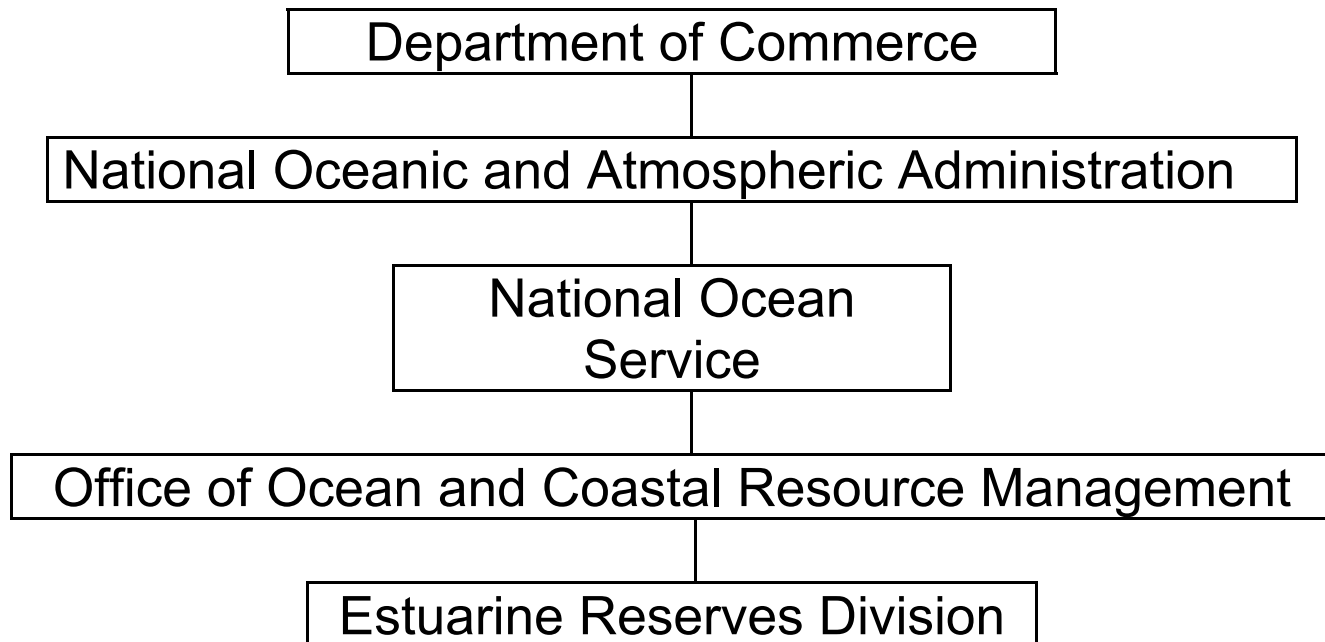 Department of Commerce
National Oceanic and Atmospheric Administration
National Ocean
Service
Office of Ocean and Coastal Resource Management
Estuarine Reserves Division